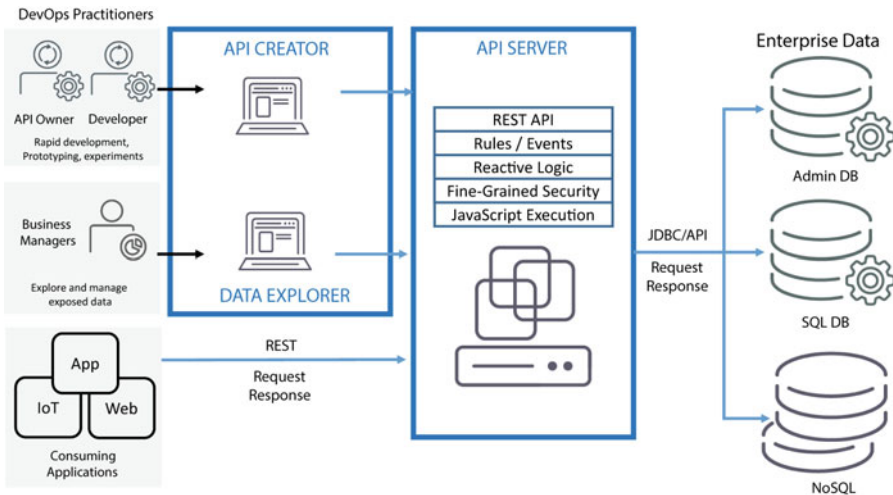 DevOps Practitioners
API Owner
Developer
Rapid development,
Prototyping, experiments
Business
Managers
Explore and manage
exposed data
App
IoT
Web
Consuming
Applications
API CREATOR
DATA EXPLORER
REST
Request
Response
API SERVER
REST API
Rules / Events
Reactive Logic
Fine-Grained Security
JavaScript Execution
JDBC/API
Request
Response
Enterprise Data
Admin DB
SQL DB
NoSQL